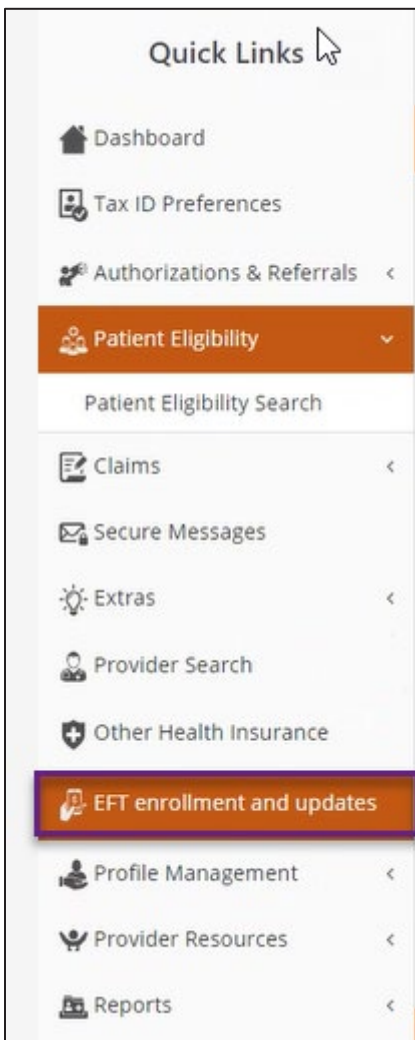 Quick Links
Dashboard
Tax ID Preferences
Authorizations & Referrals
Patient Eligibility
Patient Eligibility Search
Claims
Secure Messages
Extras
Provider Search
Other Health Insurance
EFT enrollment and updates
Profile Management
Provider Resources
Reports